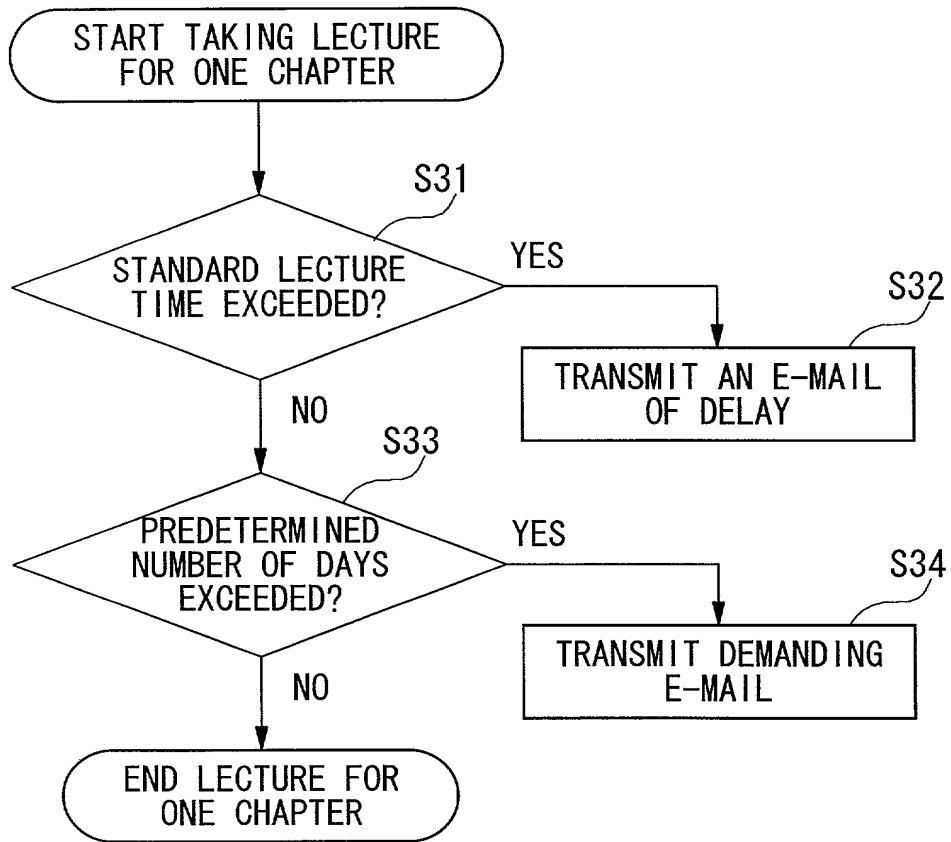 START TAKING LECTURE
FOR ONE CHAPTER
S31
STANDARD LECTURE
TIME EXCEEDED?
YES
S32
TRANSMIT AN E-MAIL
OF DELAY
NO
S33
PREDETERMINED
NUMBER OF DAYS
EXCEEDED?
YES
S34
TRANSMIT DEMANDING
E-MAIL
NO
END LECTURE FOR
ONE CHAPTER